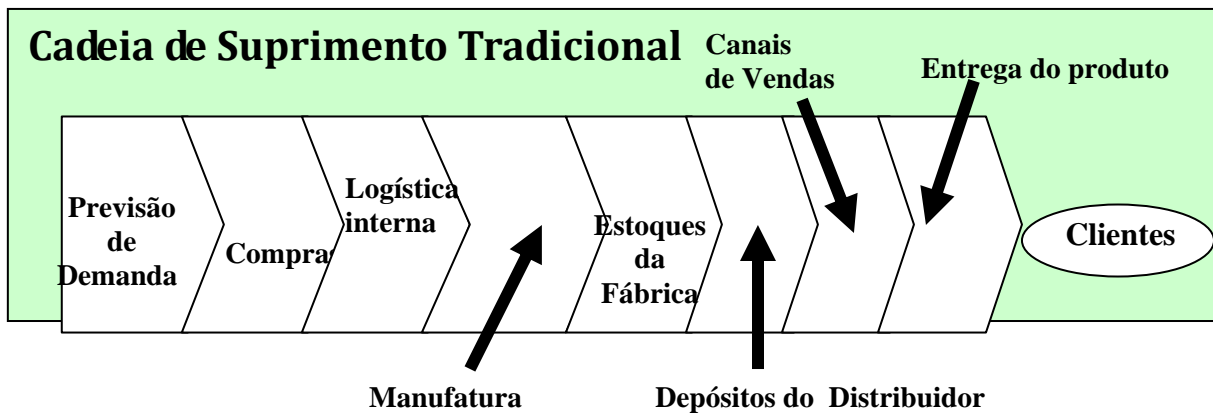 Cadeia de Suprimento Tradicional
Canais
de Vendas
Entrega do produto
Previsão
de
Demanda
Compras
Logística
interna
Estoques
da
Fábrica
Clientes
Manufatura
Depósitos do Distribuidor